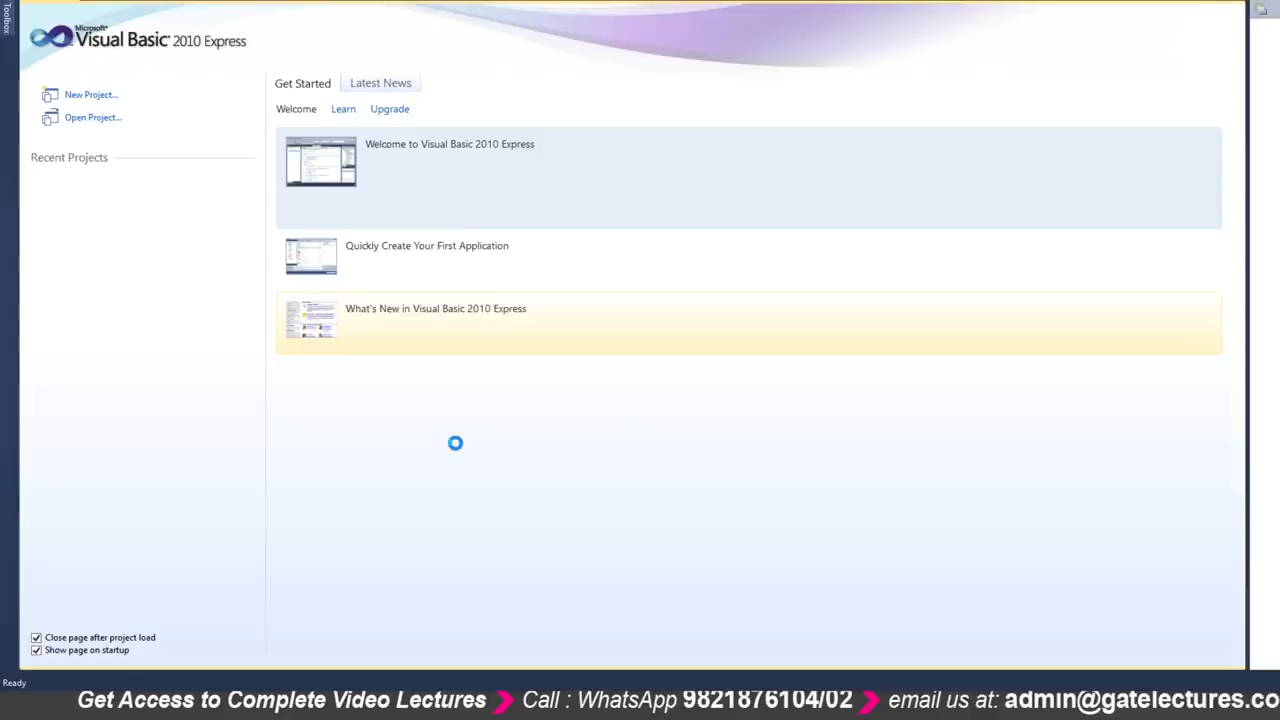 Toolbox
Microsoft®
Visual Basic® 2010 Express
New Project...
Open Project...
Recent Projects
Get Started
Latest News
Welcome
Learn
Upgrade
Welcome to Visual Basic 2010 Express
Quickly Create Your First Application
What's New in Visual Basic 2010 Express
Close page after project load
Show page on startup
Ready
Get Access to Complete Video Lectures Call : WhatsApp 9821876104/02 email us at: admin@gatelectures.co